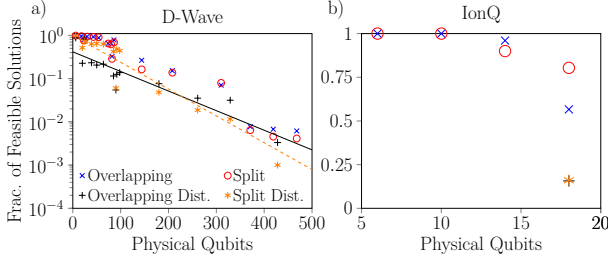 a)
D-Wave
Frac. of Feasible Solutions
10^0
10^{-1}
10^{-2}
10^{-3}
10^{-4}
Overlapping
Split
Overlapping Dist.
Split Dist.
0 100 200 300 400 500
Physical Qubits
b)
IonQ
1
0.75
0.5
0.25
0
5 10 15 20
Physical Qubits